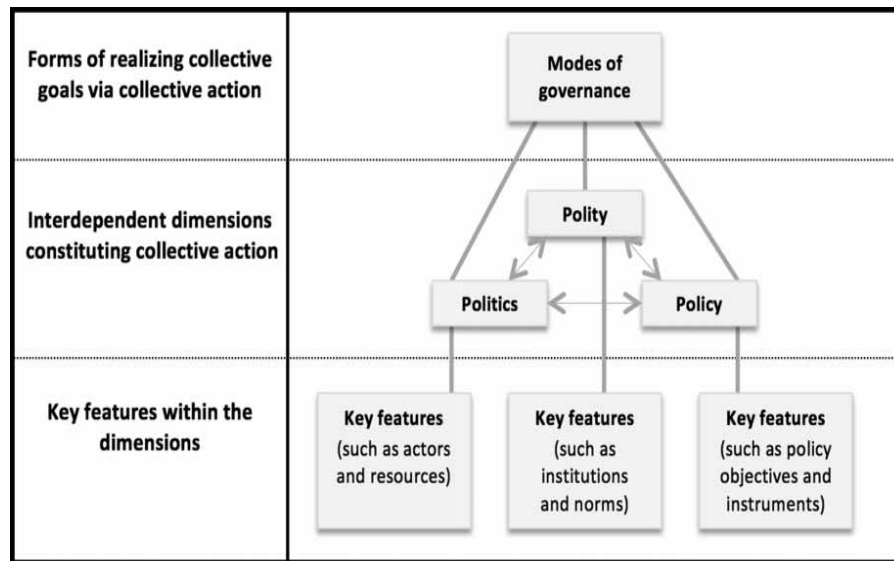 Forms of realizing collective
goals via collective action
Modes of
governance
Interdependent dimensions
constituting collective action
Polity
Politics
Policy
Key features within the
dimensions
Key features
(such as actors
and resources)
Key features
(such as
institutions
and norms)
Key features
(such as policy
objectives and
instruments)